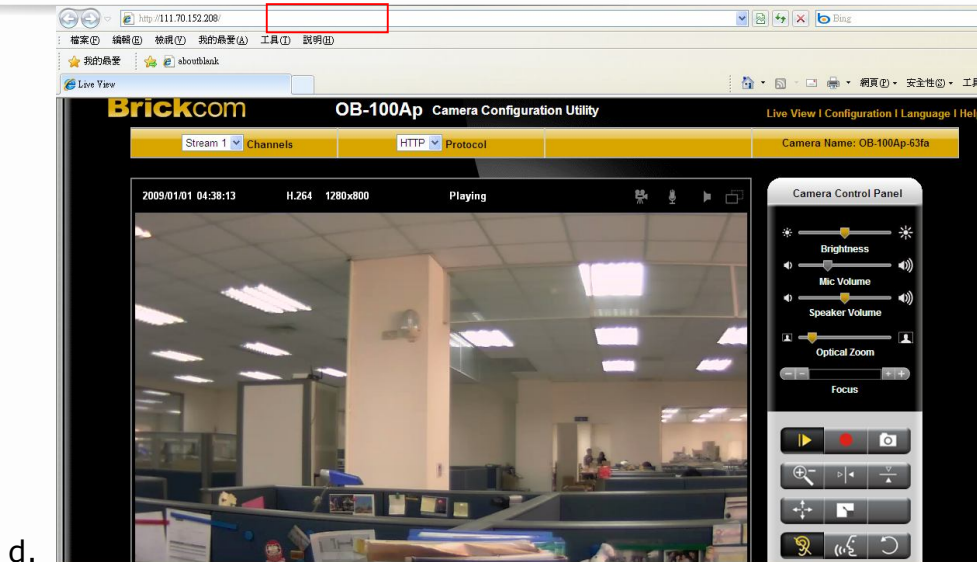 http://111.70.152.208/ Bing
檔案(F) 編輯(E) 檢視(V) 我的最愛(A) 工具(T) 說明(H)
我的最愛 aboutblank
Live View 網頁(P) 安全性(S) 工具
Brickcom OB-100Ap Camera Configuration Utility Live View I Configuration I Language I Help
Stream 1 Channels HTTP Protocol Camera Name: OB-100Ap-63fa
2009/01/01 04:38:13 H.264 1280x800 Playing
Camera Control Panel
Brightness
Mic Volume
Speaker Volume
Optical Zoom
Focus
d.